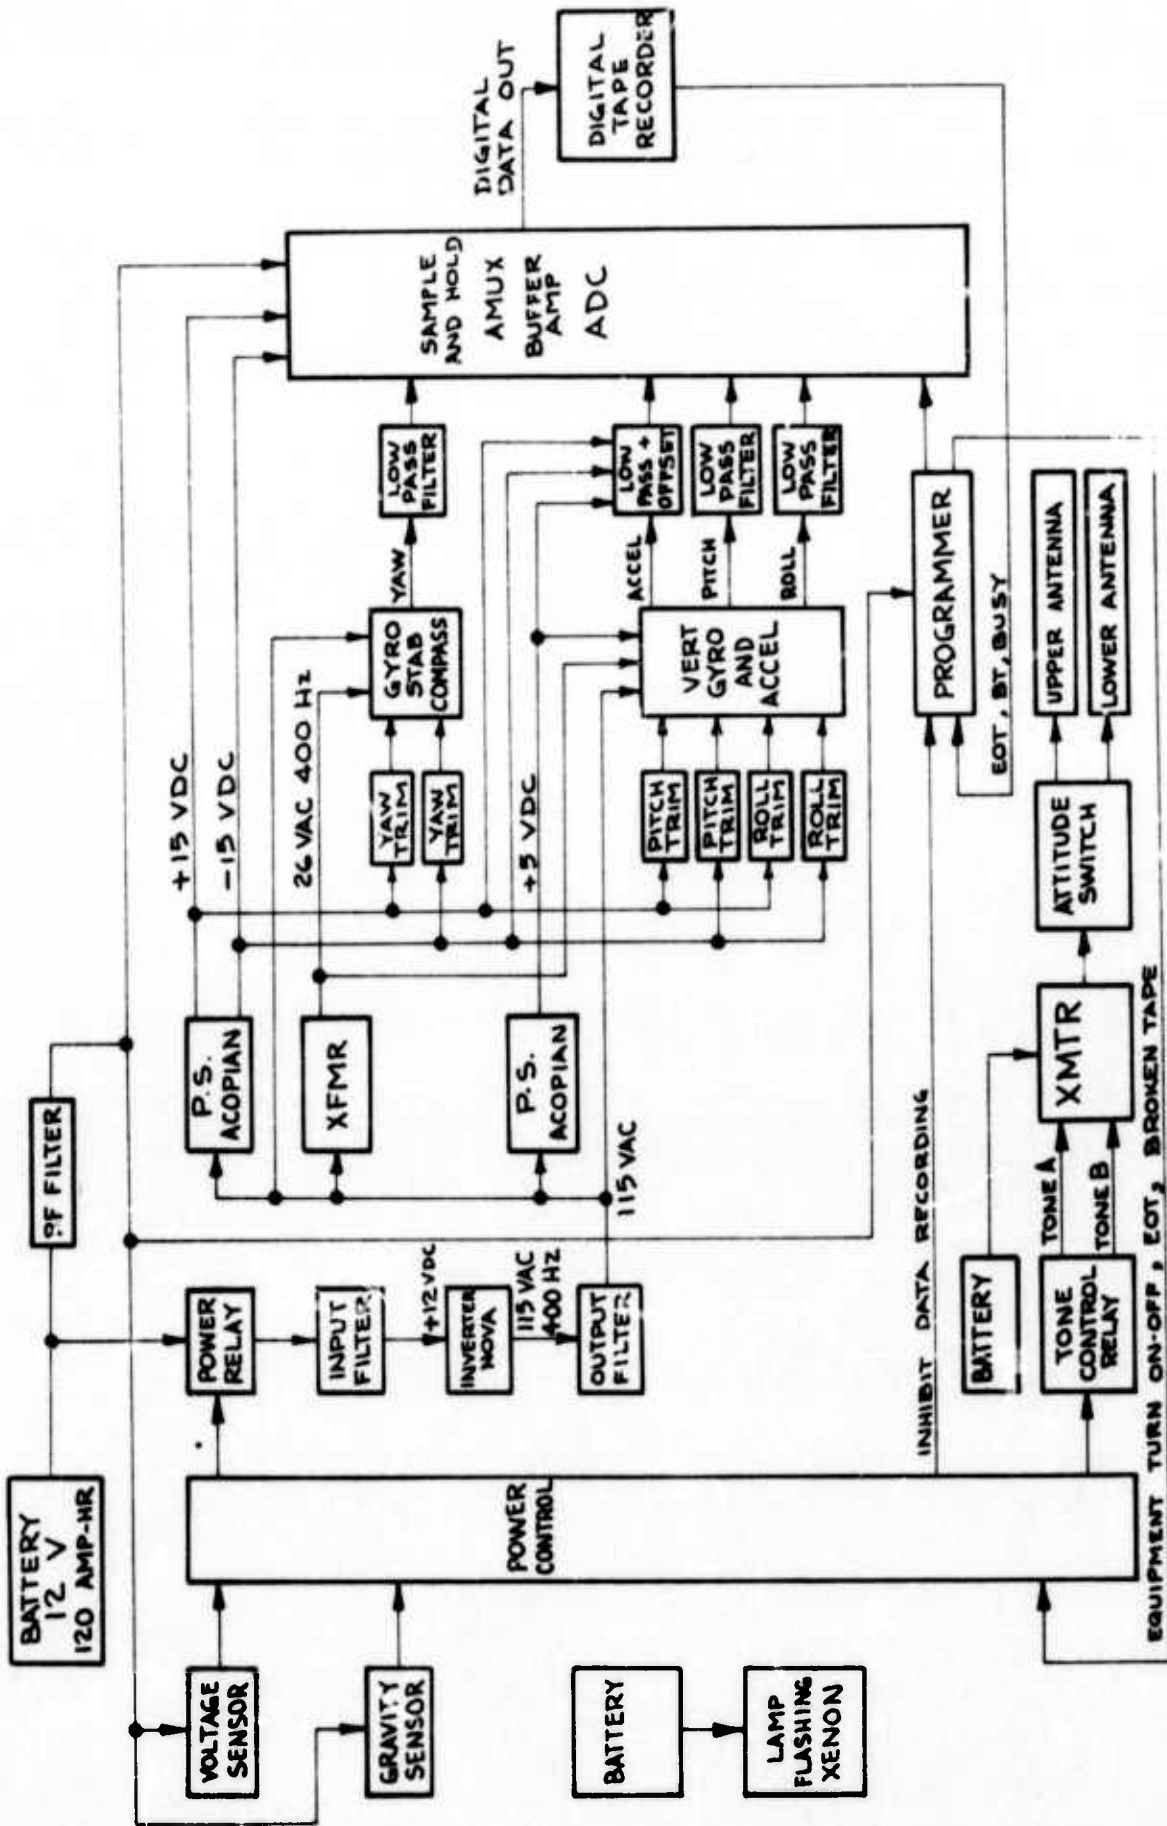 BATTERY
12 V
120 AMP-HR
RF FILTER
VOLTAGE
SENSOR
GRAVITY
SENSOR
BATTERY
LAMP
FLASHING
XENON
POWER
CONTROL
POWER
RELAY
INPUT
FILTER
+12 VDC
INVERTER
NOVA
115 VAC
400 HZ
OUTPUT
FILTER
115 VAC
P.S.
ACOPIAN
XFMR
P.S.
ACOPIAN
+15 VDC
-15 VDC
26 VAC 400 HZ
+5 VDC
YAW
TRIM
YAW
TRIM
PITCH
TRIM
PITCH
TRIM
ROLL
TRIM
ROLL
TRIM
GYRO
STAB
COMPASS
VERT
GYRO
AND
ACCEL
YAW
ACCEL
PITCH
ROLL
LOW
PASS
FILTER
LOW
PASS +
OFFSET
LOW
PASS
FILTER
LOW
PASS
FILTER
SAMPLE
AND HOLD
AMUX
BUFFER
AMP
ADC
DIGITAL
DATA OUT
DIGITAL
TAPE
RECORDER
INHIBIT DATA RECORDING
PROGRAMMER
EOT, BT, BUSY
BATTERY
TONE
CONTROL
RELAY
TONE A
TONE B
XMTR
ATTITUDE
SWITCH
UPPER ANTENNA
LOWER ANTENNA
EQUIPMENT TURN ON-OFF, EOT, BROKEN TAPE